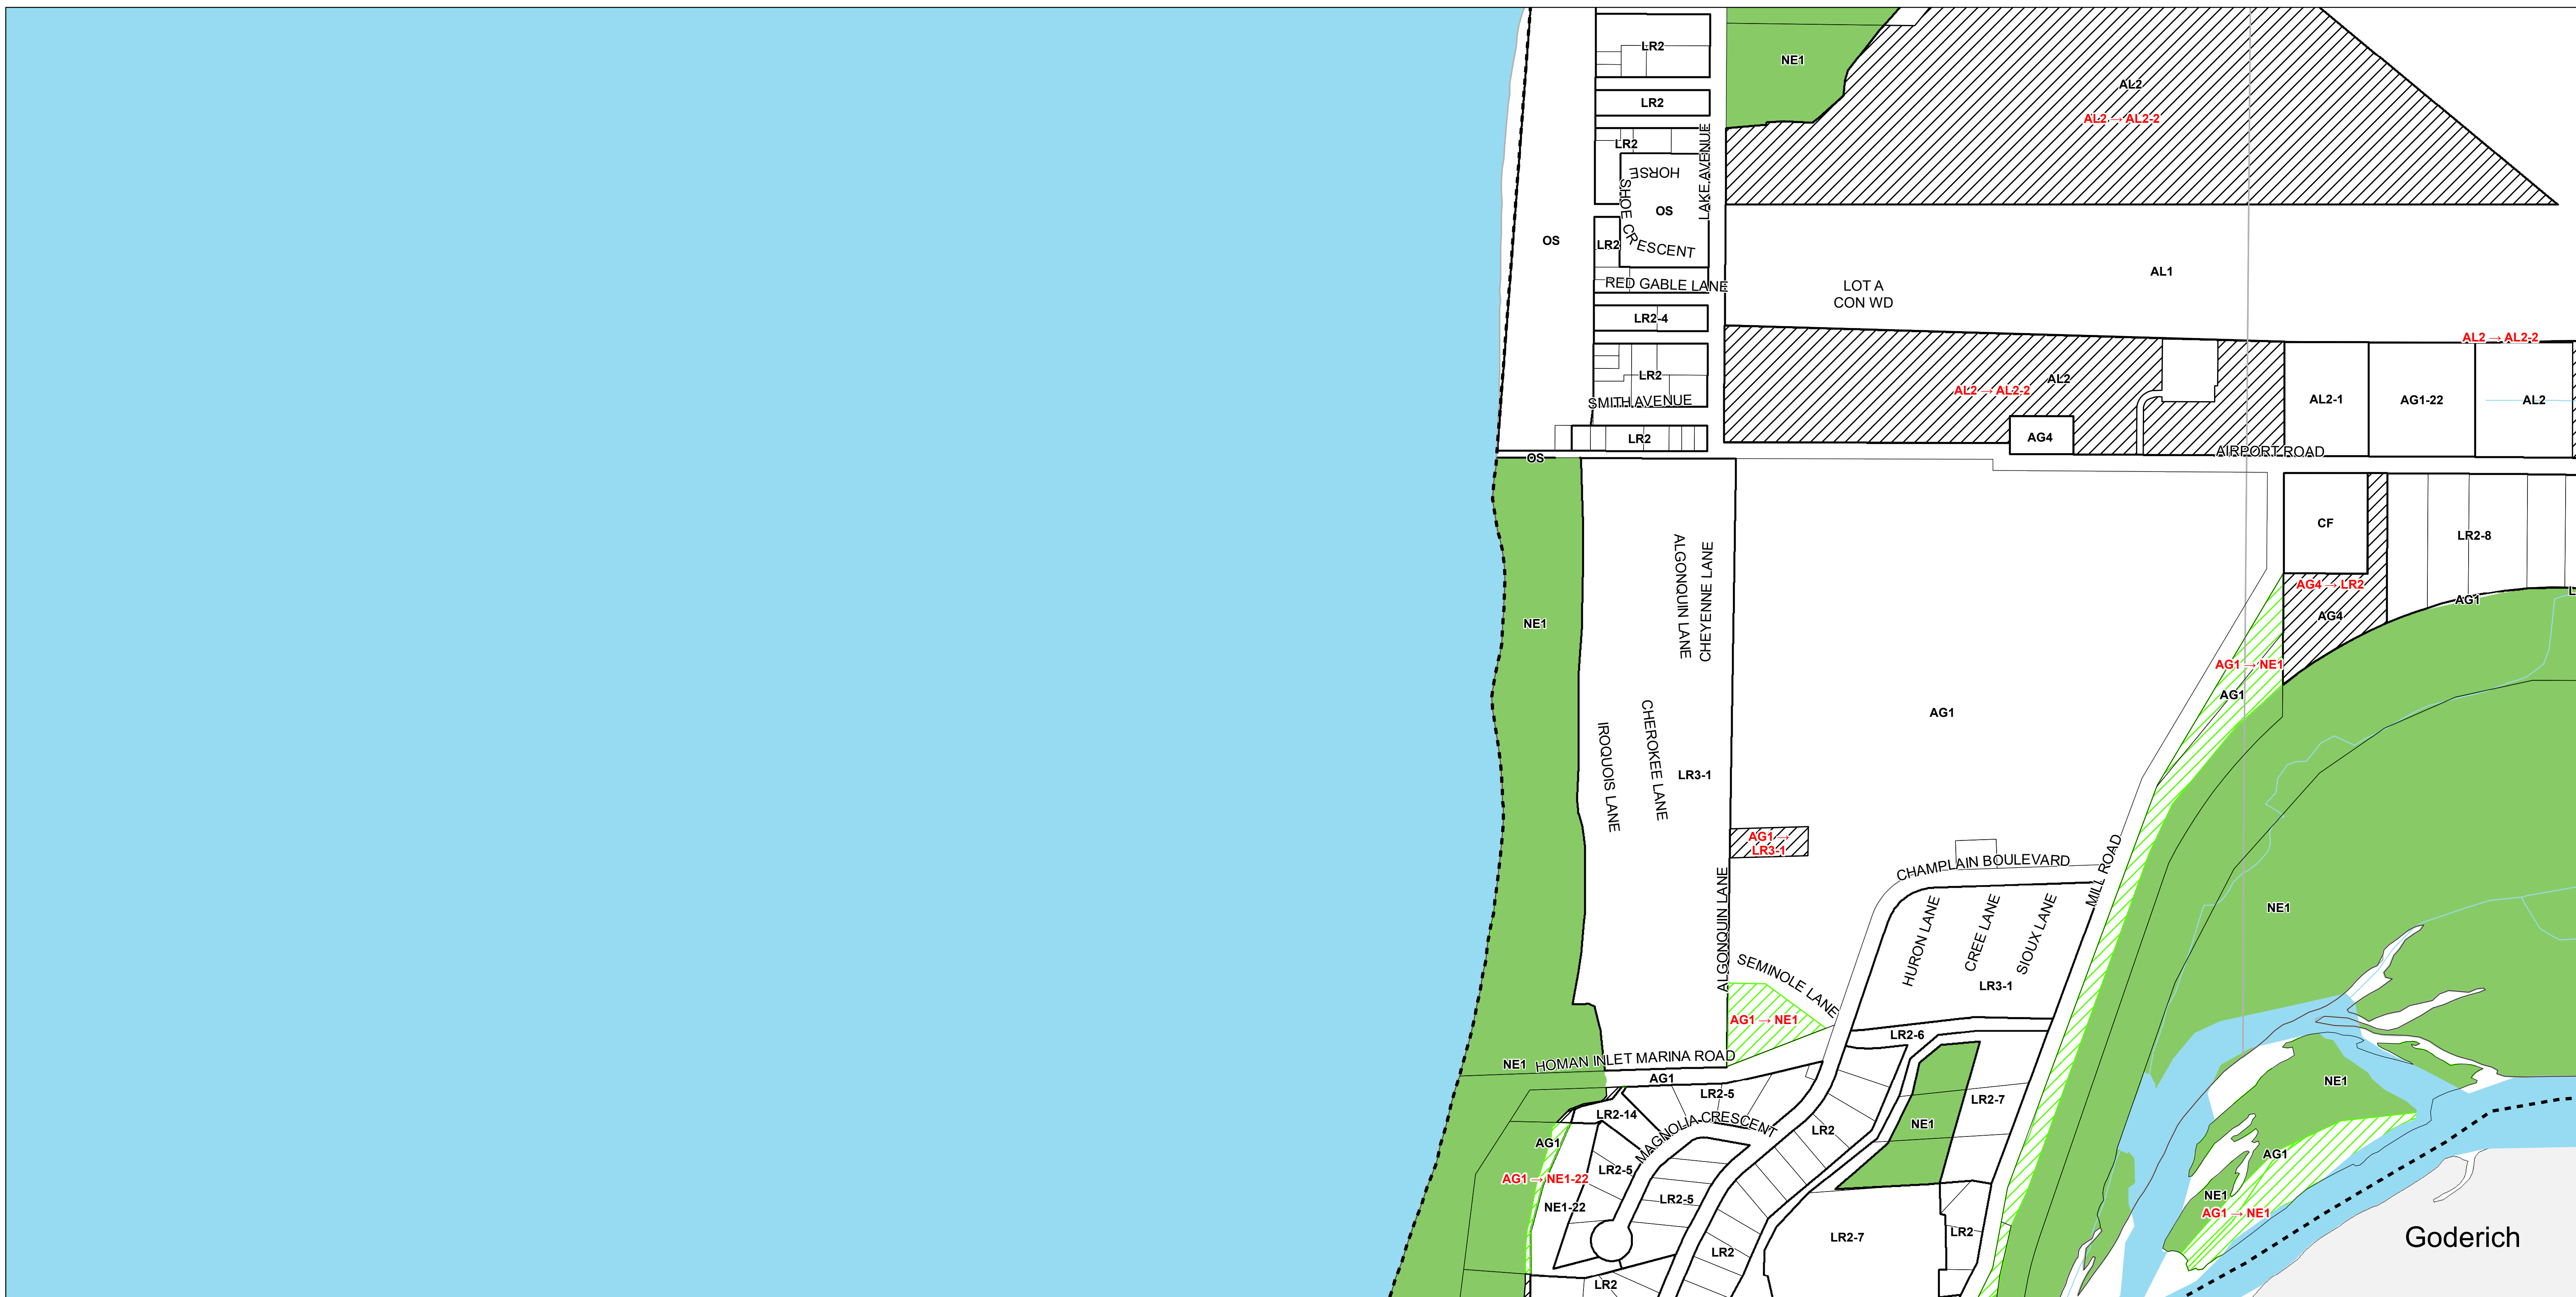 LR2
NE1
AL2
LR2
AL2 → AL2-2
LR2
LAKE AVENUE
HORSE
SHOE CRESCENT
OS
OS
LR2
AL1
RED GABLE LANE
LOT A
CON WD
LR2-4
AL2 → AL2-2
LR2
AL2
AL2 → AL2-2
SMITH AVENUE
AL2-1
AG1-22
AL2
LR2
AG4
AIRPORT ROAD
OS
CF
LR2-8
ALGONQUIN LANE
CHEYENNE LANE
AG4 → LR2
AG1
AG4
NE1
AG1 → NE1
AG1
AG1
IROQUOIS LANE
CHEROKEE LANE
LR3-1
AG1 →
LR3-1
CHAMPLAIN BOULEVARD
MILL ROAD
NE1
ALGONQUIN LANE
HURON LANE
CREE LANE
SIOUX LANE
SEMINOLE LANE
LR3-1
AG1 → NE1
LR2-6
NE1
HOMAN INLET MARINA ROAD
AG1
LR2-5
LR2-7
NE1
LR2-14
MAGNOLIA CRESCENT
LR2
NE1
AG1
AG1
LR2-5
AG1 → NE1-22
NE1-22
LR2-5
NE1
AG1 → NE1
LR2-7
LR2
LR2
Goderich
LR2